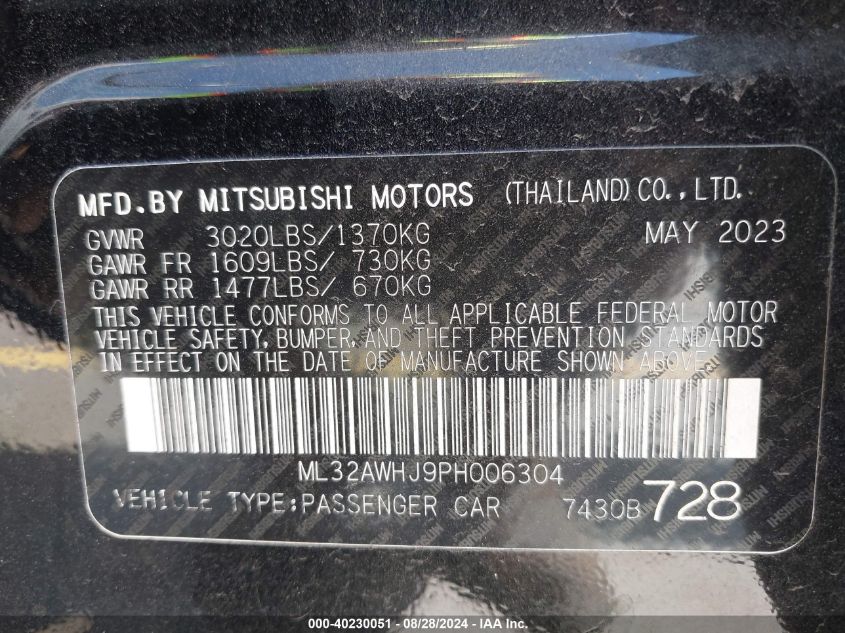 MFD.BY MITSUBISHI MOTORS (THAILAND) CO.,LTD.
GVWR 3020LBS/1370KG MAY 2023
GAWR FR 1609LBS/ 730KG
GAWR RR 1477LBS/ 670KG
THIS VEHICLE CONFORMS TO ALL APPLICABLE FEDERAL MOTOR
VEHICLE SAFETY, BUMPER, AND THEFT PREVENTION STANDARDS
IN EFFECT ON THE DATE OF MANUFACTURE SHOWN ABOVE.
ML32AWHJ9PH006304
VEHICLE TYPE:PASSENGER CAR 7430B 728
000-40230051 - 08/28/2024 - IAA Inc.